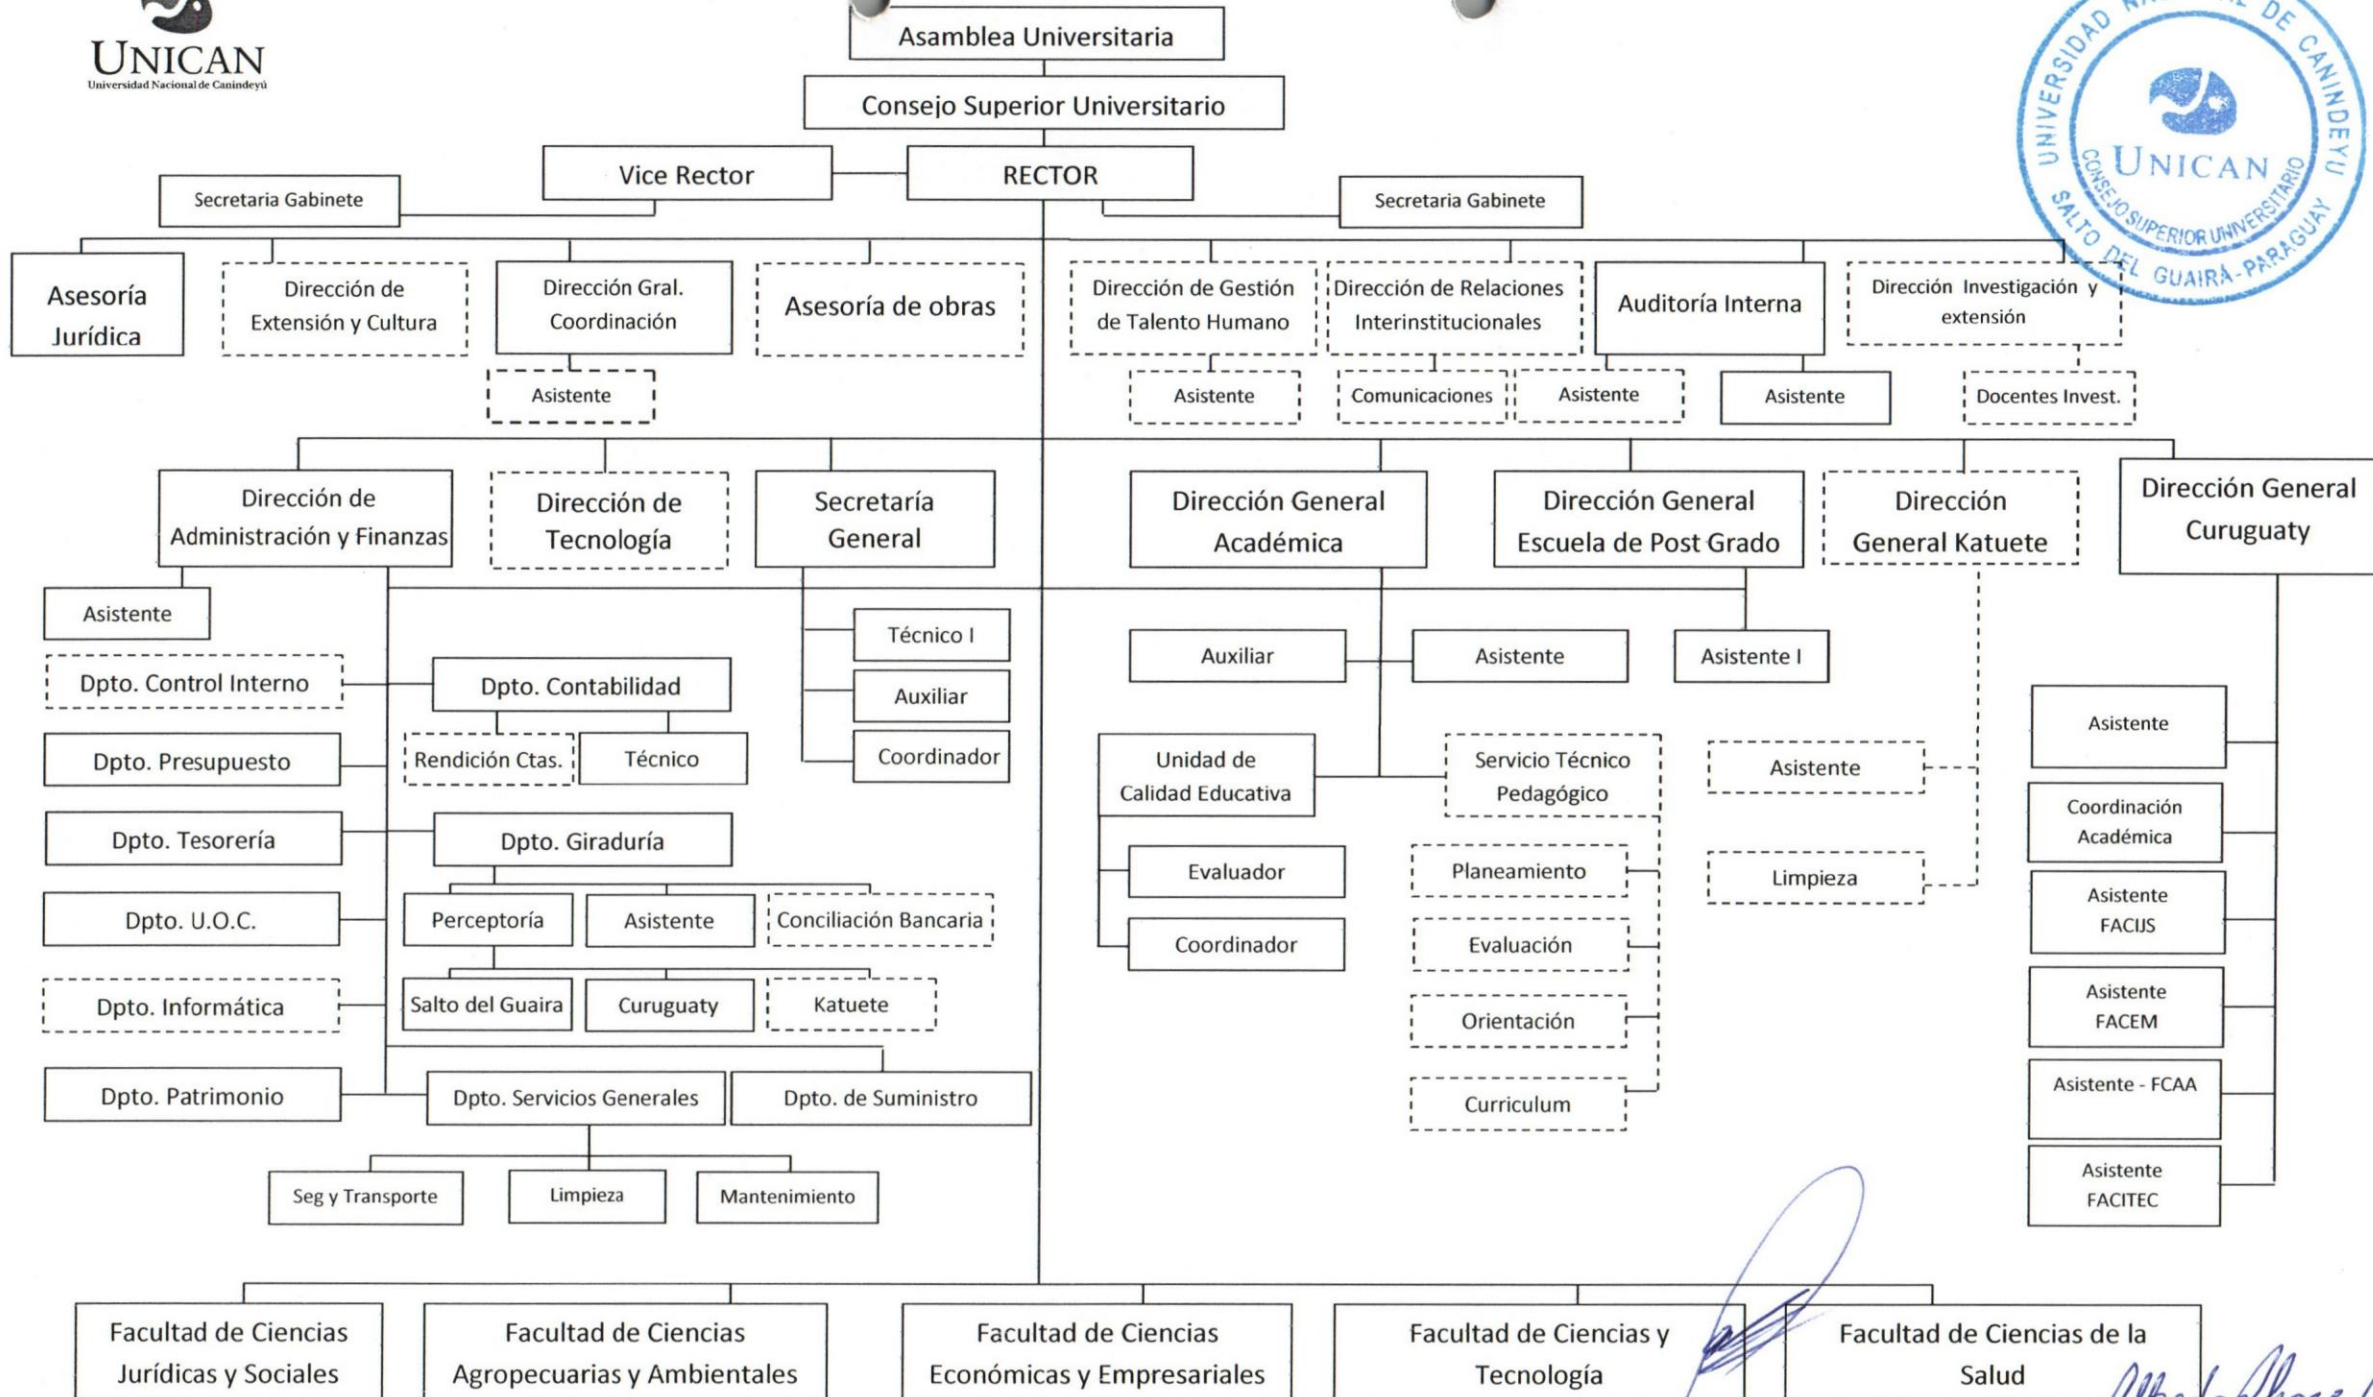 UNICAN
Universidad Nacional de Canindeyú
Asamblea Universitaria
Consejo Superior Universitario
Vice Rector
RECTOR
Secretaria Gabinete
Secretaria Gabinete
UNIVERSIDAD NACIONAL DE CANINDEYU
UNICAN
CONSEJO SUPERIOR UNIVERSITARIO
SALTO DEL GUAIRÁ - PARAGUAY
Asesoría
Jurídica
Dirección de
Extensión y Cultura
Dirección Gral.
Coordinación
Asesoría de obras
Dirección de Gestión
de Talento Humano
Dirección de Relaciones
Interinstitucionales
Auditoría Interna
Dirección Investigación y
extensión
Asistente
Asistente
Comunicaciones
Asistente
Asistente
Docentes Invest.
Dirección de
Administración y Finanzas
Dirección de
Tecnología
Secretaría
General
Dirección General
Académica
Dirección General
Escuela de Post Grado
Dirección
General Katuete
Dirección General
Curuguaty
Asistente
Dpto. Control Interno
Dpto. Contabilidad
Rendición Ctas.
Técnico
Dpto. Presupuesto
Dpto. Tesorería
Dpto. Giraduría
Dpto. U.O.C.
Perceptoría
Asistente
Conciliación Bancaria
Dpto. Informática
Salto del Guaira
Curuguaty
Katuete
Dpto. Patrimonio
Dpto. Servicios Generales
Dpto. de Suministro
Seg y Transporte
Limpieza
Mantenimiento
Técnico I
Auxiliar
Coordinador
Auxiliar
Asistente
Asistente I
Unidad de
Calidad Educativa
Evaluador
Coordinador
Servicio Técnico
Pedagógico
Planeamiento
Evaluación
Orientación
Curriculum
Asistente
Limpieza
Asistente
Coordinación
Académica
Asistente
FACIJS
Asistente
FACEM
Asistente - FCAA
Asistente
FACITEC
Facultad de Ciencias
Jurídicas y Sociales
Facultad de Ciencias
Agropecuarias y Ambientales
Facultad de Ciencias
Económicas y Empresariales
Facultad de Ciencias y
Tecnología
Facultad de Ciencias de la
Salud